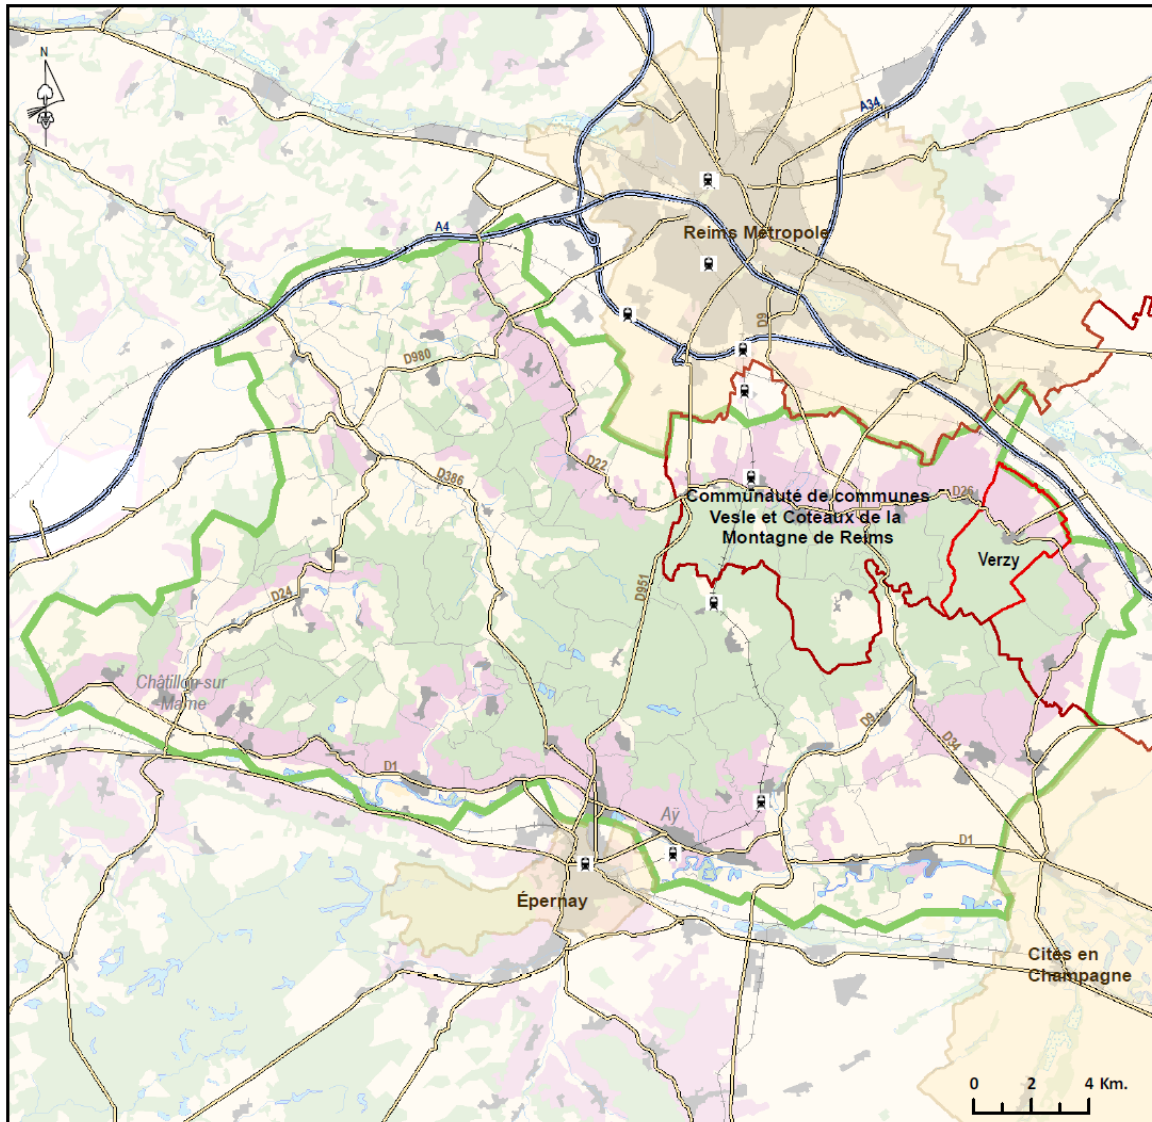 N
A34
A4
Reims Métropole
D9
D980
D22
D386
D26
Communauté de communes
Vesle et Coteaux de la
Montagne de Reims
Verzy
D951
D24
Châtillon-sur
-Marne
D9
D34
D1
Aÿ
D1
Épernay
Cités en
Champagne
0 2 4 Km.